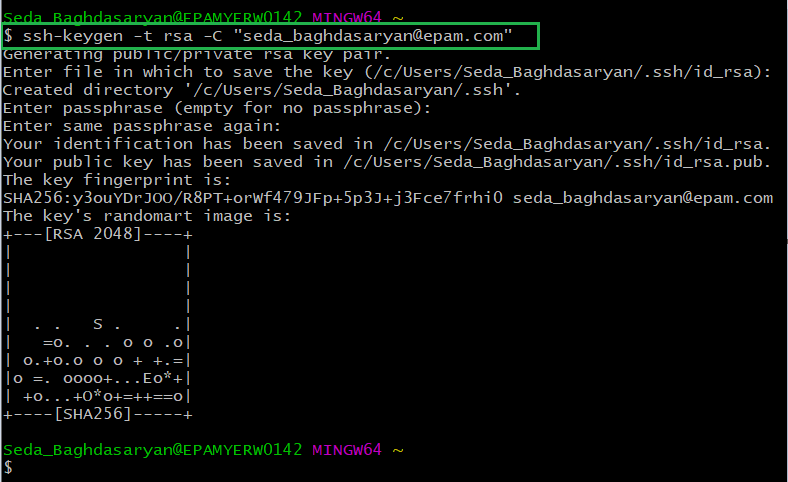 Seda_Baghdasaryan@EPAMYERW0142 MINGW64 ~
$ ssh-keygen -t rsa -C "seda_baghdasaryan@epam.com"
Generating public/private rsa key pair.
Enter file in which to save the key (/c/Users/Seda_Baghdasaryan/.ssh/id_rsa):
Created directory '/c/Users/Seda_Baghdasaryan/.ssh'.
Enter passphrase (empty for no passphrase):
Enter same passphrase again:
Your identification has been saved in /c/Users/Seda_Baghdasaryan/.ssh/id_rsa.
Your public key has been saved in /c/Users/Seda_Baghdasaryan/.ssh/id_rsa.pub.
The key fingerprint is:
SHA256:y3ouYDrJOO/R8PT+orWf479JFp+5p3J+j3Fce7frhi0 seda_baghdasaryan@epam.com
The key's randomart image is:
+---[RSA 2048]----+
|                 |
|                 |
|                 |
|                 |
|  . .   S .     .|
|   =o. . . o o .o|
| o.+o.o o o + +.=|
|o =. oooo+...Eo*+|
| +o...+O*o+=++==o|
+----[SHA256]-----+
Seda_Baghdasaryan@EPAMYERW0142 MINGW64 ~
$